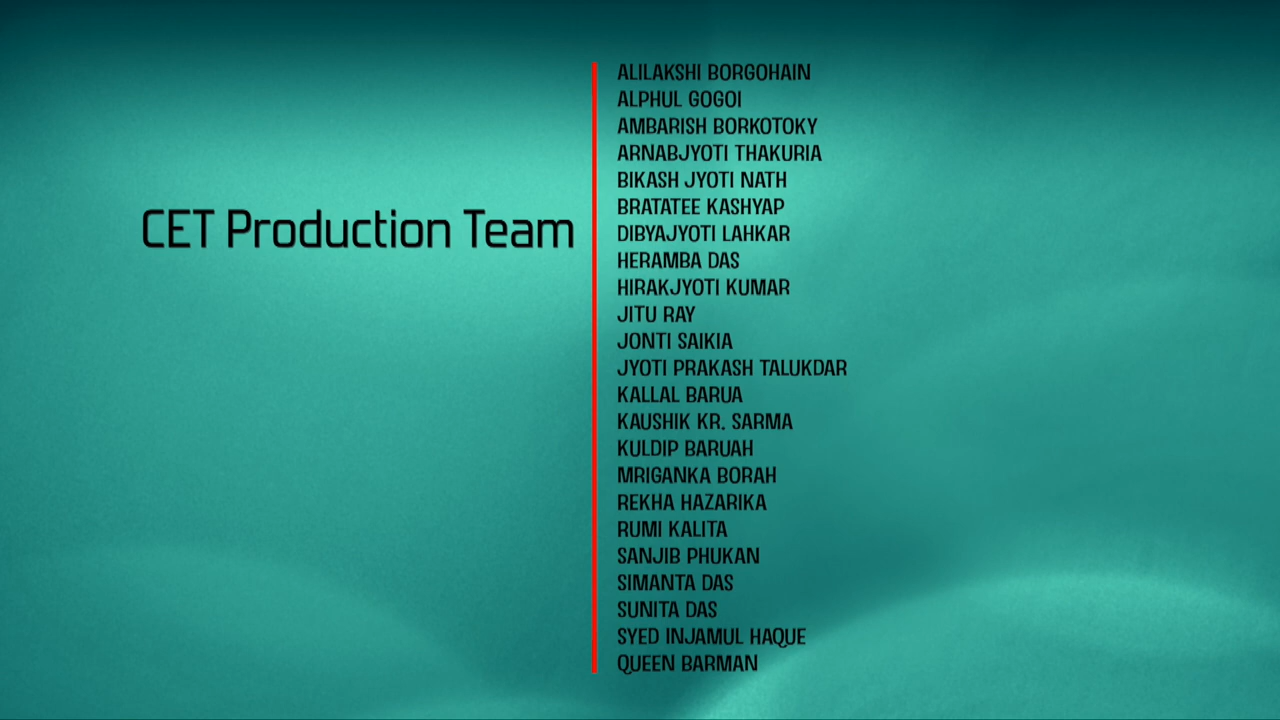 CET Production Team
ALILAKSHI BORGOHAIN
ALPHUL GOGOI
AMBARISH BORKOTOKY
ARNABJYOTI THAKURIA
BIKASH JYOTI NATH
BRATATEE KASHYAP
DIBYAJYOTI LAHKAR
HERAMBA DAS
HIRAKJYOTI KUMAR
JITU RAY
JONTI SAIKIA
JYOTI PRAKASH TALUKDAR
KALLAL BARUA
KAUSHIK KR. SARMA
KULDIP BARUAH
MRIGANKA BORAH
REKHA HAZARIKA
RUMI KALITA
SANJIB PHUKAN
SIMANTA DAS
SUNITA DAS
SYED INJAMUL HAQUE
QUEEN BARMAN